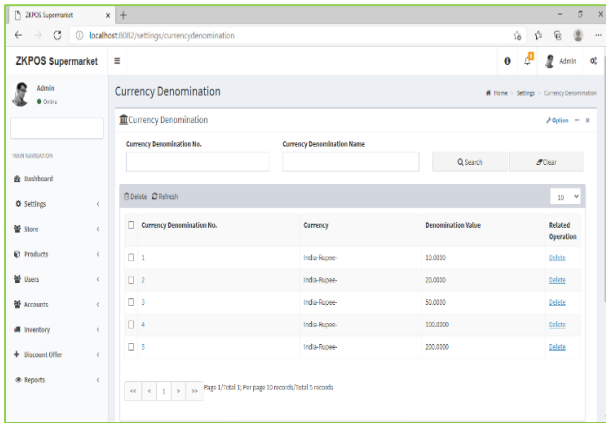 ZKPOS Supermarket
localhost:8082/settings/currencydenomination
ZKPOS Supermarket
Admin
Admin
Online
Currency Denomination
Home > Settings > Currency Denomination
Currency Denomination
Option
Currency Denomination No.
Currency Denomination Name
Search
Clear
MAIN NAVIGATION
Dashboard
Settings
Store
Products
Users
Accounts
Inventory
Discount Offer
Reports
Delete
Refresh
10
Currency Denomination No.
Currency
Denomination Value
Related Operation
1
India-Rupee-
10.0000
Delete
2
India-Rupee-
20.0000
Delete
3
India-Rupee-
50.0000
Delete
4
India-Rupee-
100.0000
Delete
5
India-Rupee-
200.0000
Delete
<< < 1 > >> Page 1/Total 1; Per page 10 records/Total 5 records